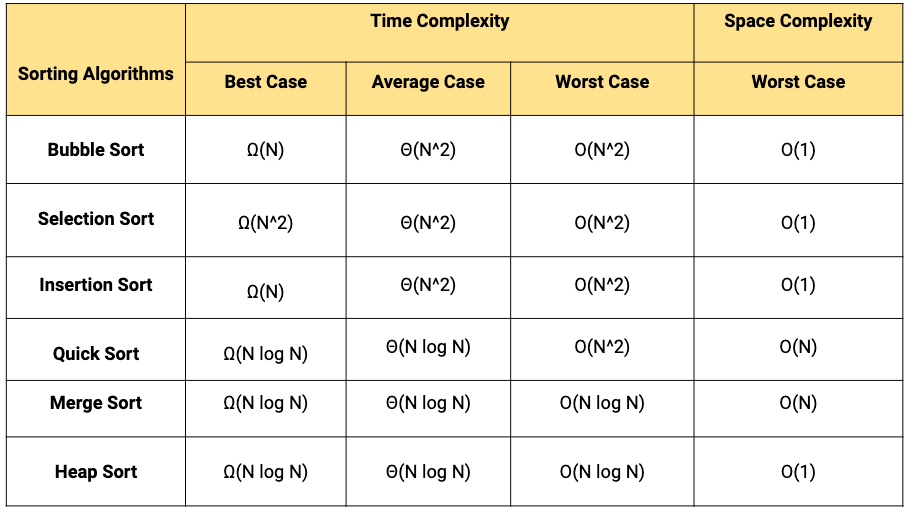 Time Complexity Space Complexity
Sorting Algorithms
Best Case Average Case Worst Case Worst Case
Bubble Sort Ω(N) Θ(N^2) O(N^2) O(1)
Selection Sort Ω(N^2) Θ(N^2) O(N^2) O(1)
Insertion Sort Ω(N) Θ(N^2) O(N^2) O(1)
Quick Sort Ω(N log N) Θ(N log N) O(N^2) O(N)
Merge Sort Ω(N log N) Θ(N log N) O(N log N) O(N)
Heap Sort Ω(N log N) Θ(N log N) O(N log N) O(1)